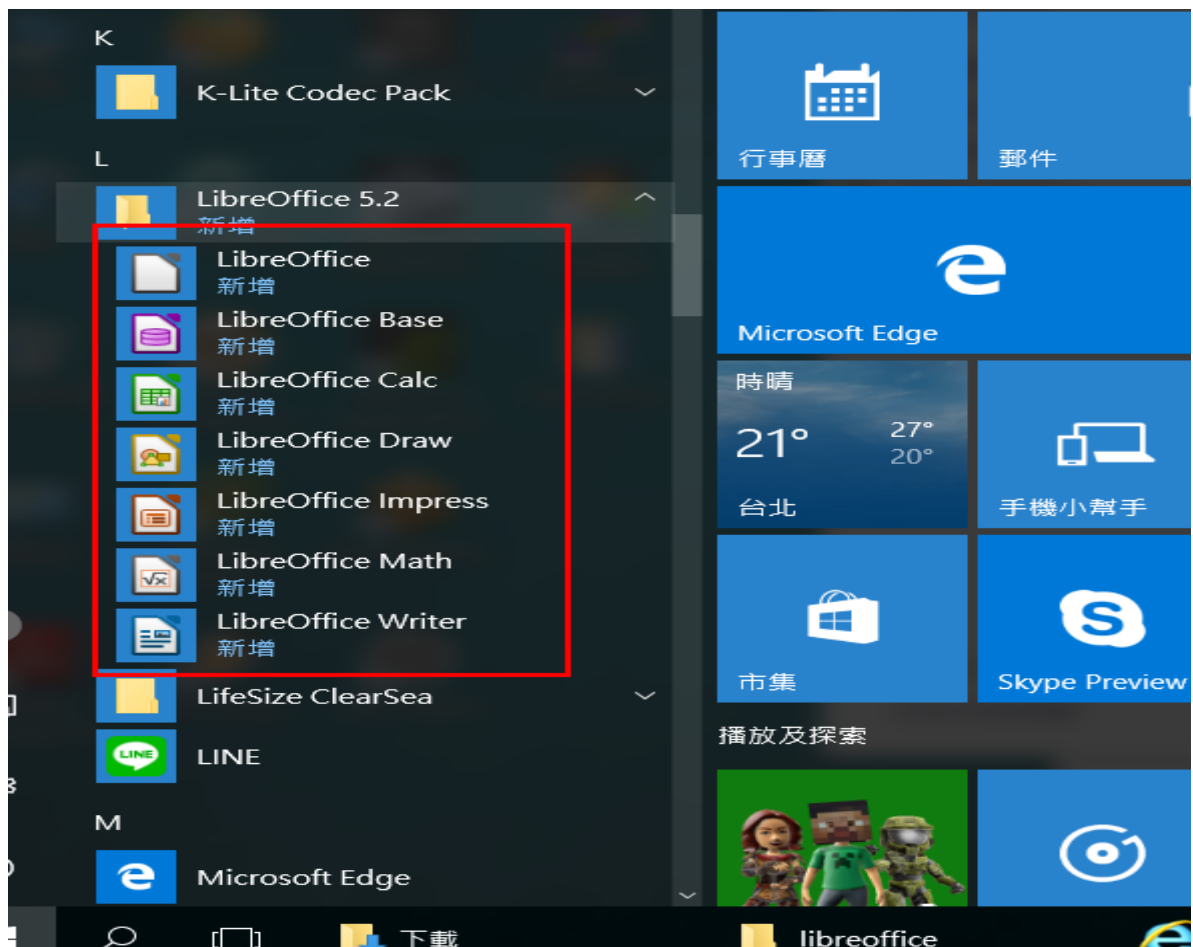 K
K-Lite Codec Pack
L
LibreOffice 5.2
新增
LibreOffice
新增
LibreOffice Base
新增
LibreOffice Calc
新增
LibreOffice Draw
新增
LibreOffice Impress
新增
LibreOffice Math
新增
LibreOffice Writer
新增
LifeSize ClearSea
LINE
LINE
M
Microsoft Edge
行事曆
郵件
Microsoft Edge
時晴
21°
27°
20°
台北
手機小幫手
市集
Skype Preview
播放及探索
下載
libreoffice